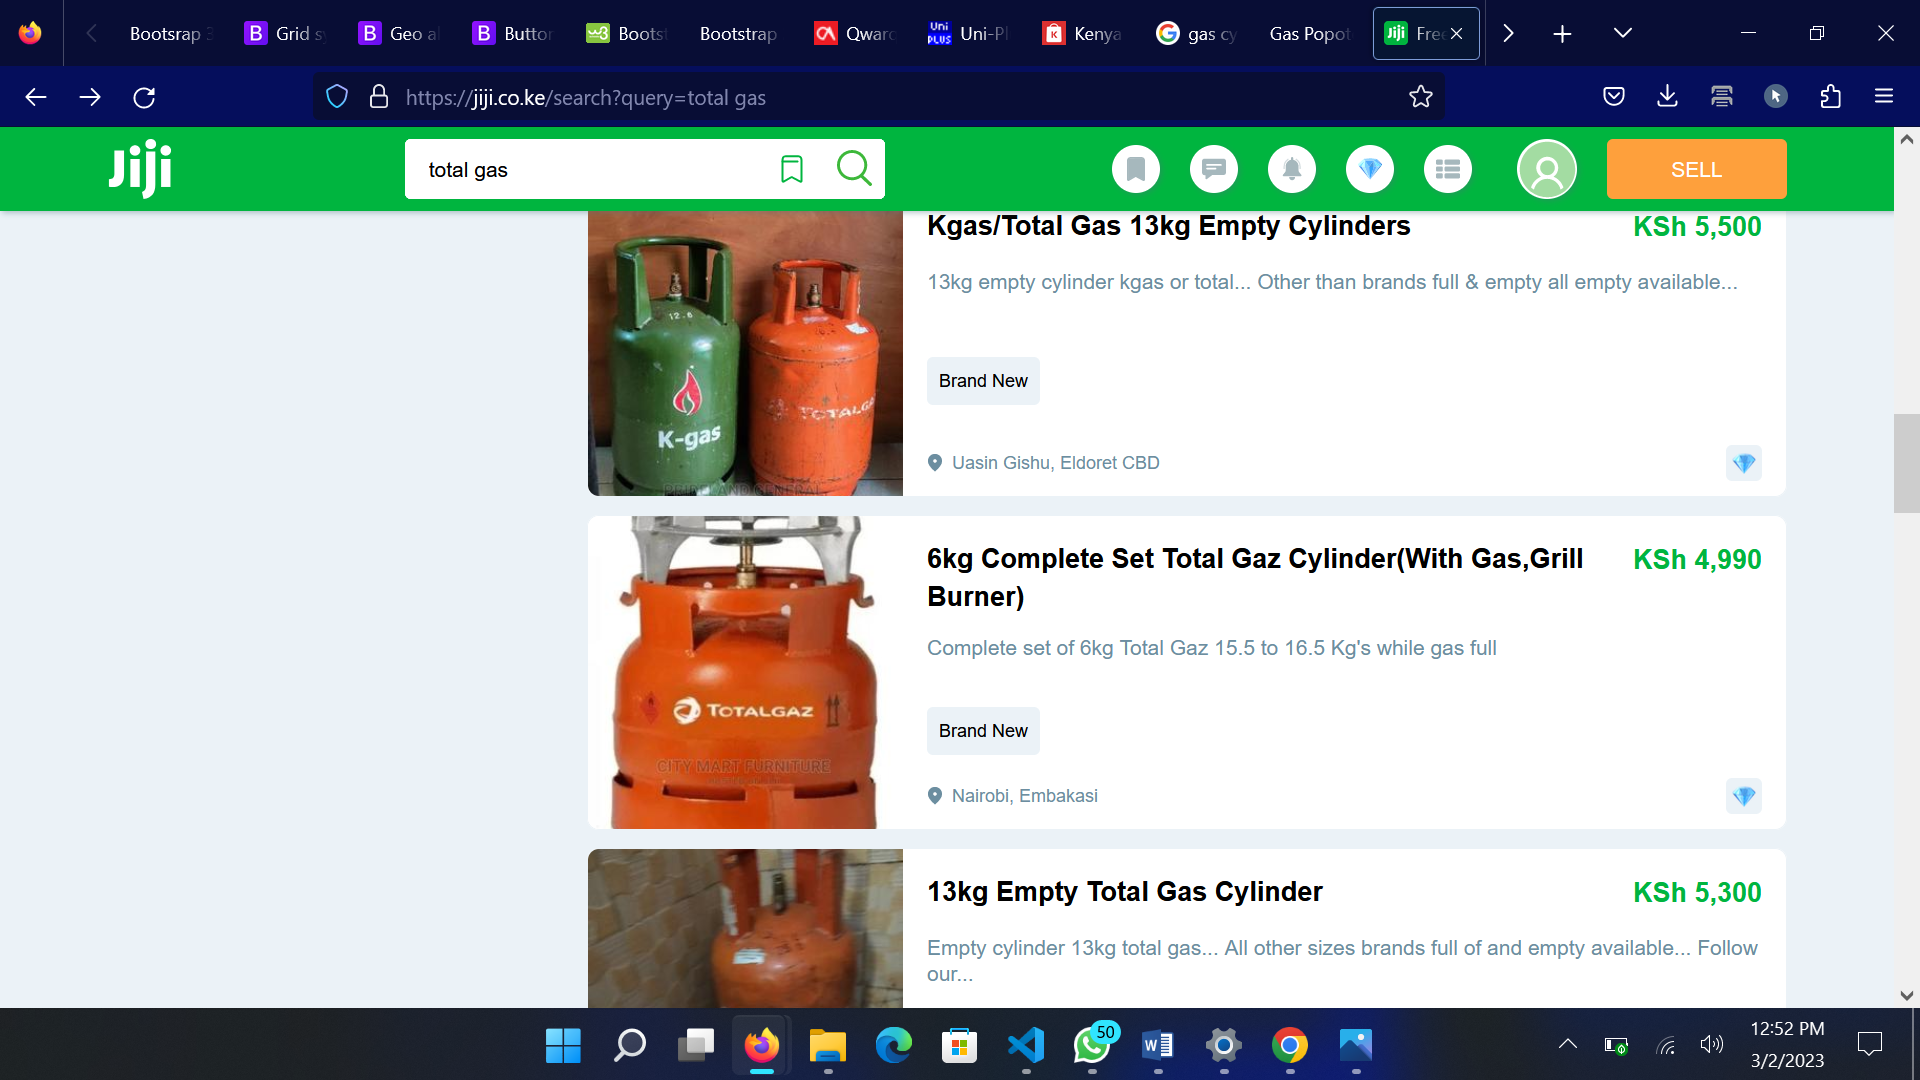 Bootsrap 3
Grid sy
Geo al
Buttor
Boots
Bootstrap
Qwarc
Uni-Pl
Kenya
gas cy
Gas Popot
Free
https://jiji.co.ke/search?query=total gas
Jiji
total gas
SELL
Kgas/Total Gas 13kg Empty Cylinders
KSh 5,500
13kg empty cylinder kgas or total... Other than brands full & empty all empty available...
Brand New
Uasin Gishu, Eldoret CBD
12.6
K-gas
TOTALGA
PRIDELAND GENERAL
6kg Complete Set Total Gaz Cylinder(With Gas,Grill
Burner)
KSh 4,990
Complete set of 6kg Total Gaz 15.5 to 16.5 Kg's while gas full
Brand New
Nairobi, Embakasi
TOTALGAZ
CITY MART FURNITURE
13kg Empty Total Gas Cylinder
KSh 5,300
Empty cylinder 13kg total gas... All other sizes brands full of and empty available... Follow
our...
50
12:52 PM
3/2/2023